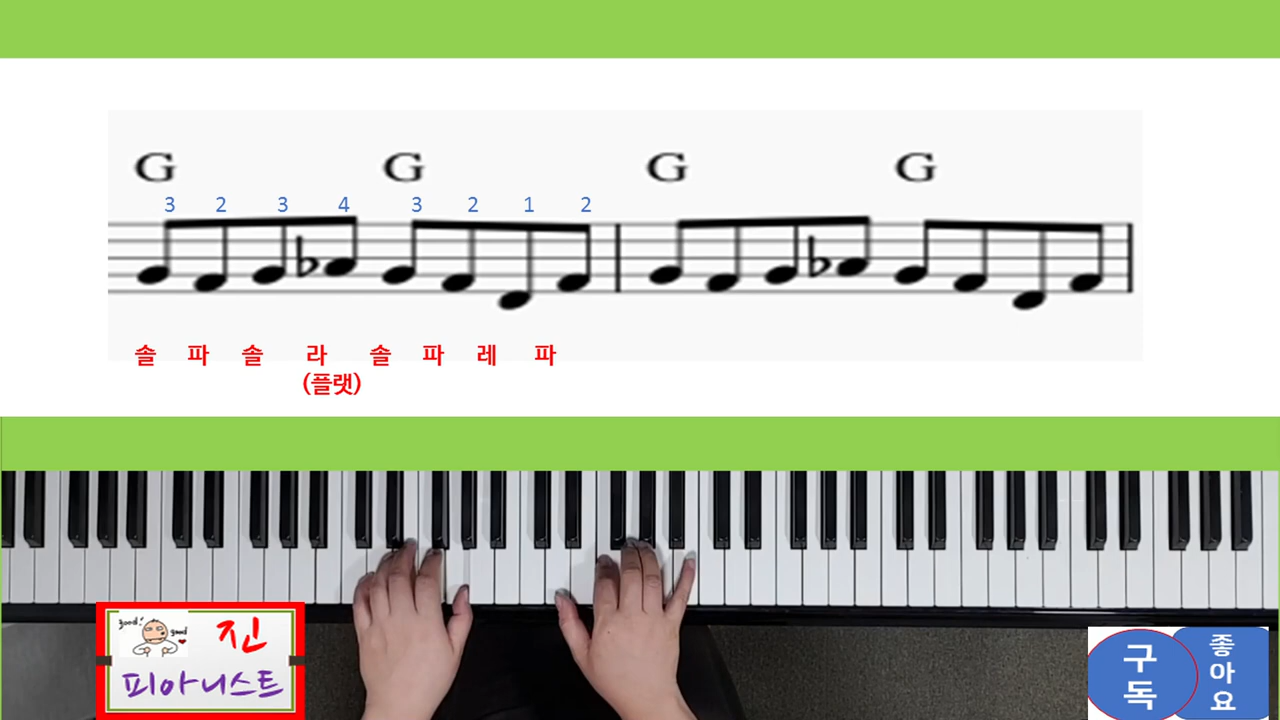 G G G G
3 2 3 4 3 2 1 2
솔 파 솔 라 솔 파 레 파
(플랫)
good! good 진
피아니스트
구독
좋아요